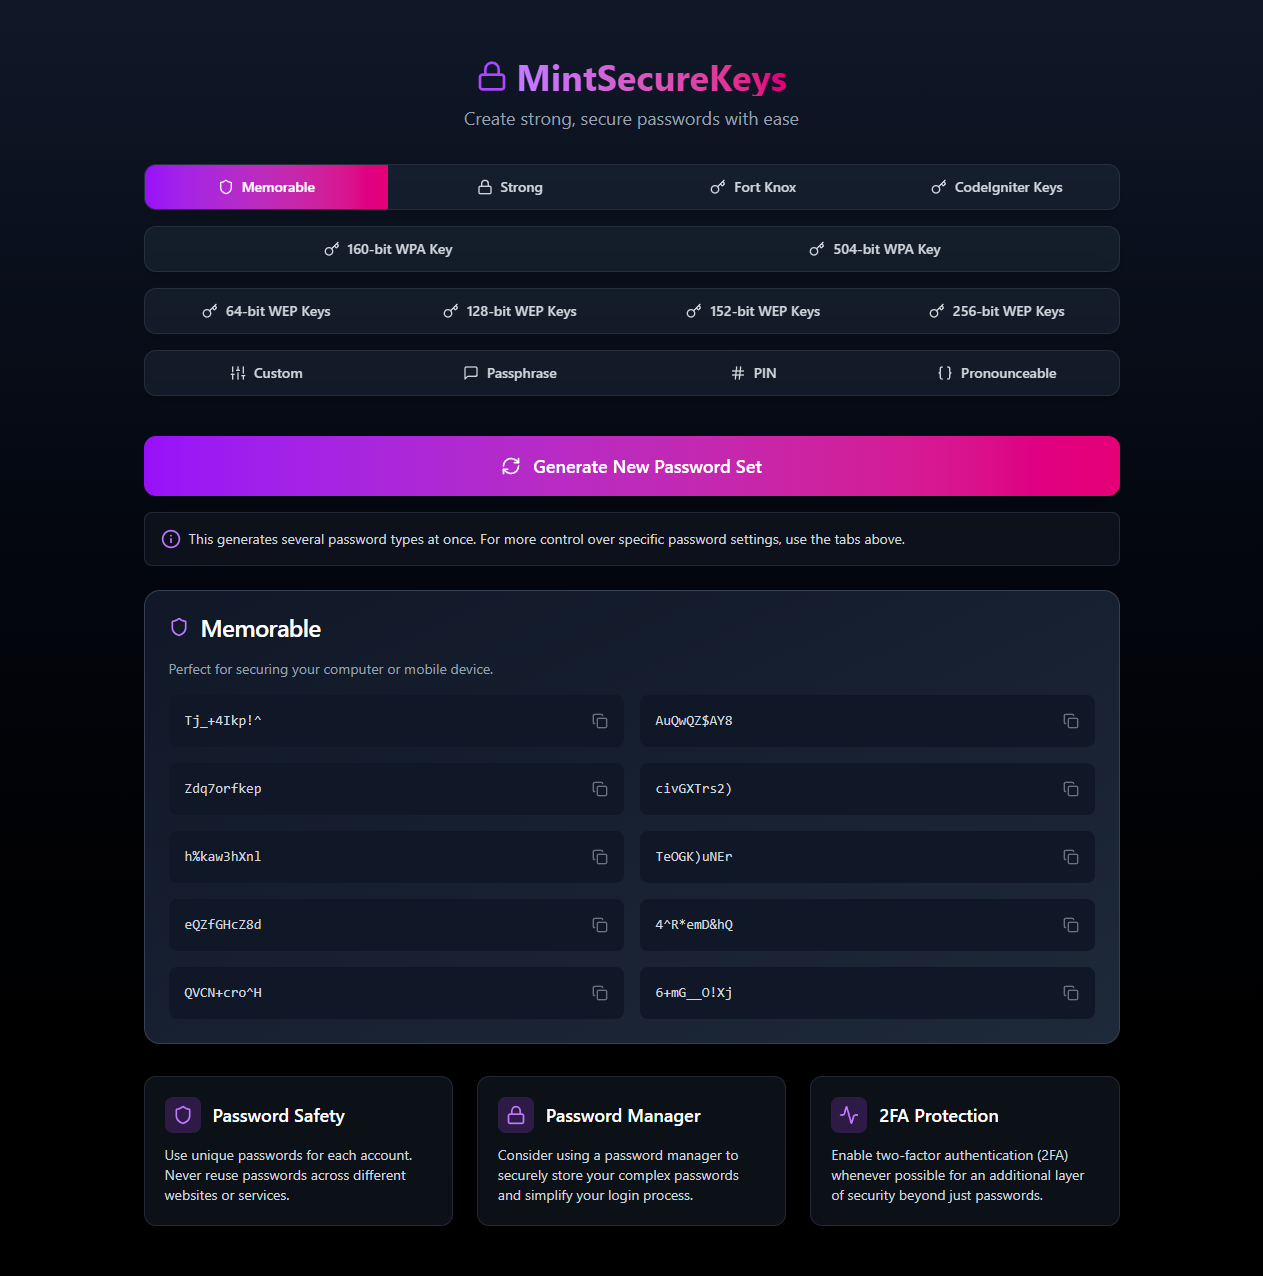 MintSecureKeys
Create strong, secure passwords with ease
Memorable
Strong
Fort Knox
CodeIgniter Keys
160-bit WPA Key
504-bit WPA Key
64-bit WEP Keys
128-bit WEP Keys
152-bit WEP Keys
256-bit WEP Keys
Custom
Passphrase
PIN
Pronounceable
Generate New Password Set
This generates several password types at once. For more control over specific password settings, use the tabs above.
Memorable
Perfect for securing your computer or mobile device.
Tj_+4Ikp!^
AuQwQZ$AY8
Zdq7orfkep
civGXTrs2)
h%kaw3hXnl
TeOGK)uNEr
eQZfGHcZ8d
4^R*emD&hQ
QVCN+cro^H
6+mG__O!Xj
Password Safety
Use unique passwords for each account.
Never reuse passwords across different
websites or services.
Password Manager
Consider using a password manager to
securely store your complex passwords
and simplify your login process.
2FA Protection
Enable two-factor authentication (2FA)
whenever possible for an additional layer
of security beyond just passwords.